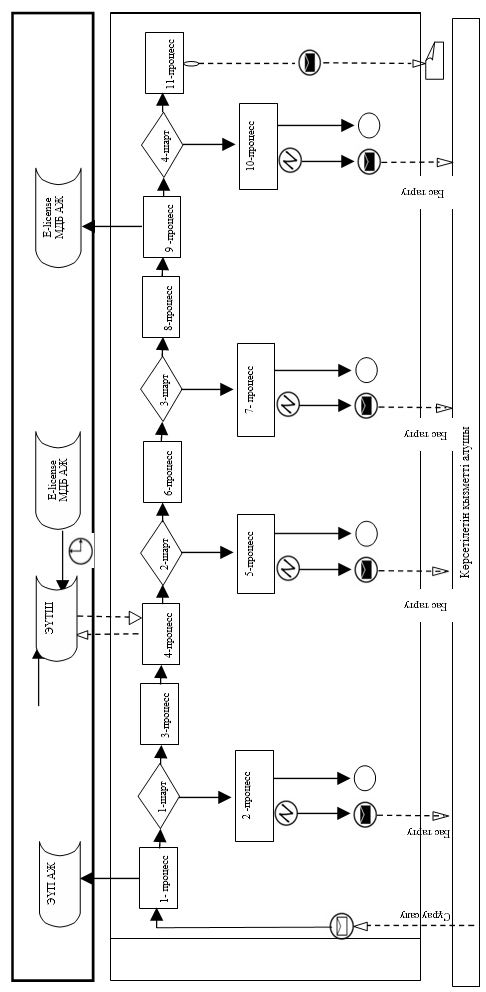 ЭҮП АЖ
ЭҮТШ
E-license
МДБ АЖ
E-license
МДБ АЖ
1- процесс
1-шарт
3-процесс
4-процесс
2-шарт
6-процесс
3-шарт
8-процесс
9 -процесс
4-шарт
11-процесс
2 -процесс
5-процесс
7- процесс
10-процесс
Сұрау салу
Бас тарту
Бас тарту
Бас тарту
Бас тарту
Көрсетілетін қызметті алушы